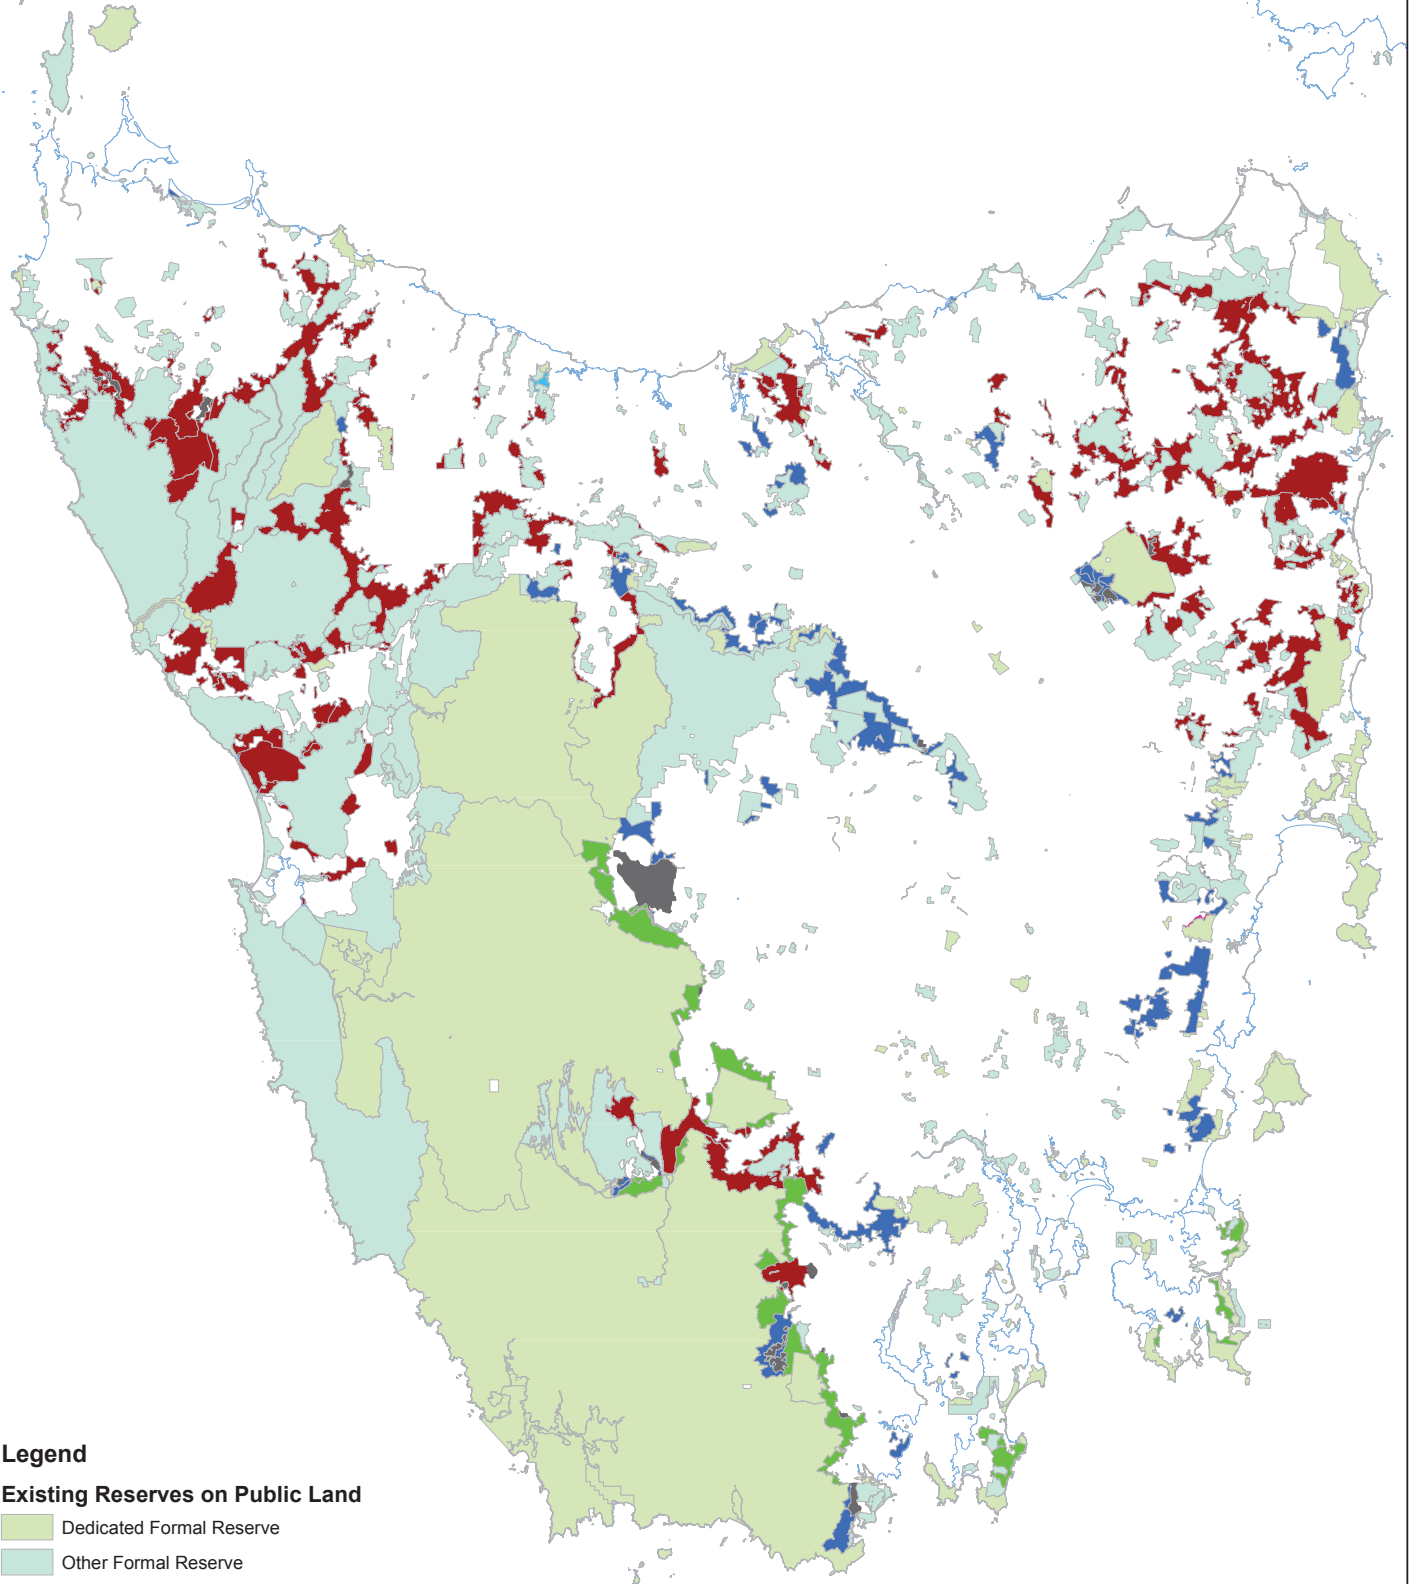 Legend
Existing Reserves on Public Land
Dedicated Formal Reserve
Other Formal Reserve